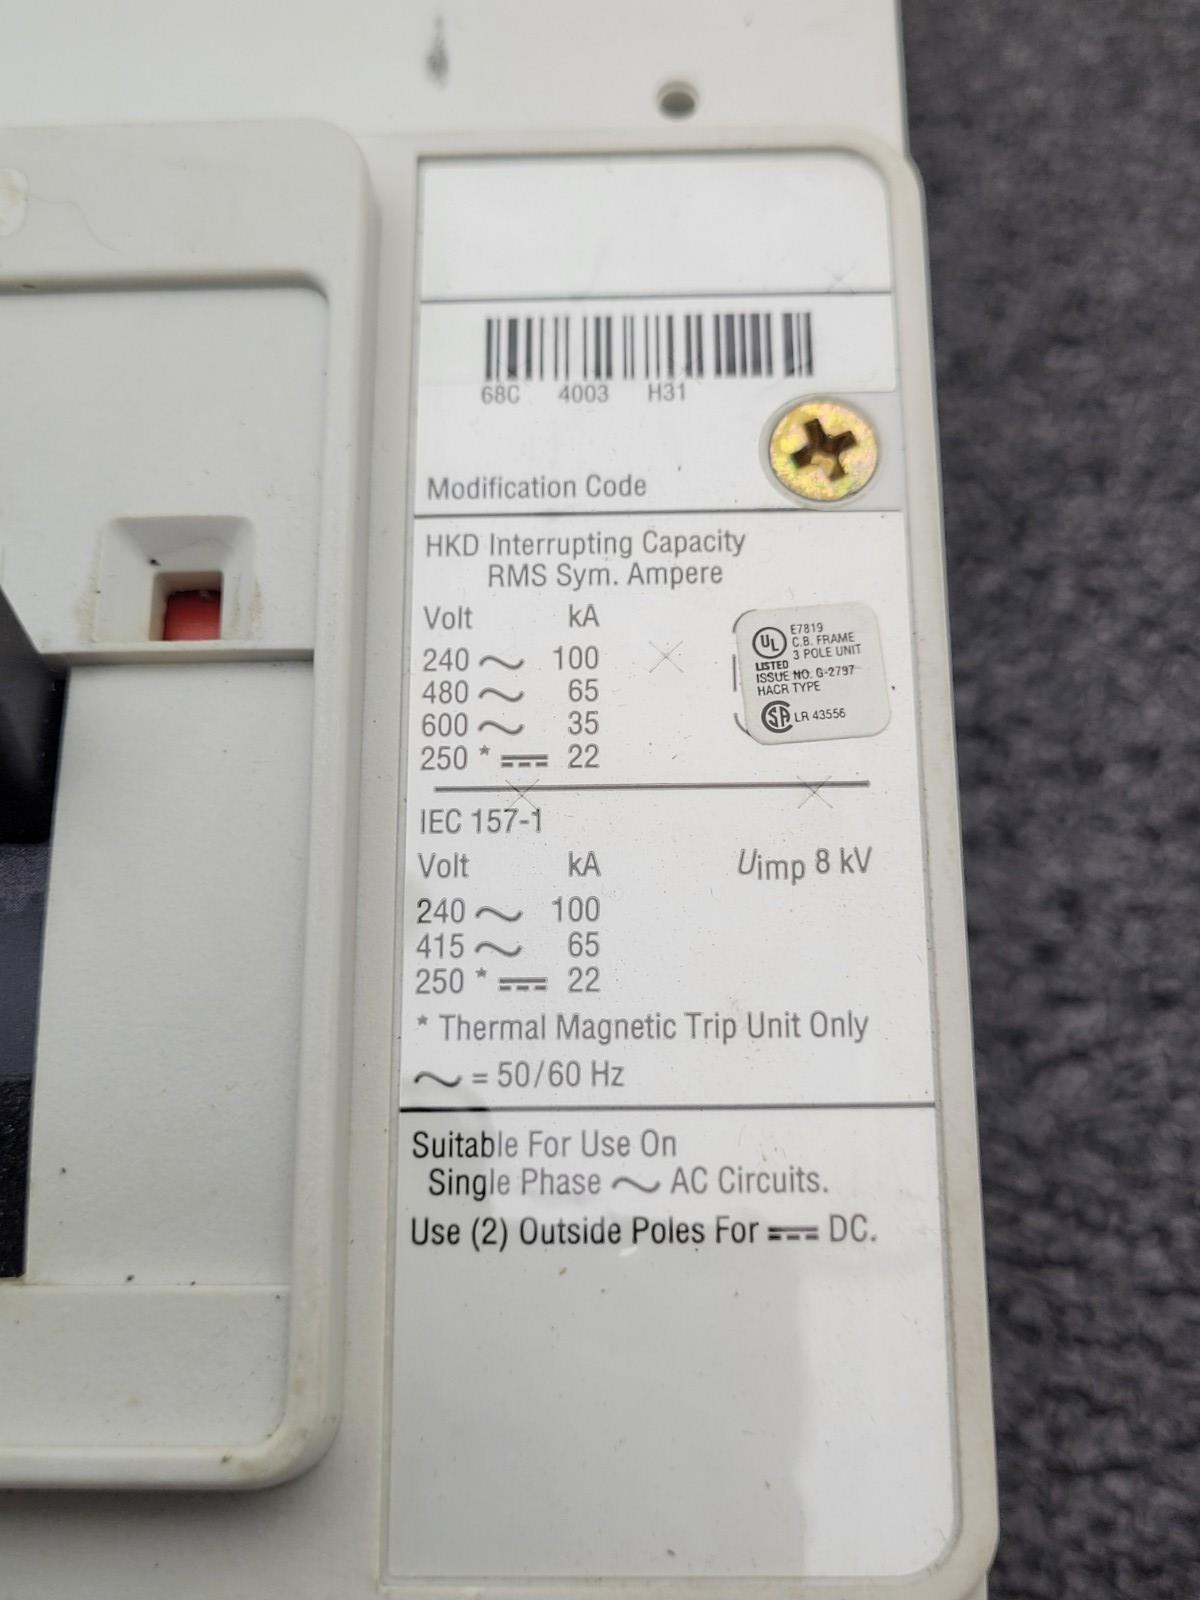 68C 4003 H31
Modification Code
HKD Interrupting Capacity
RMS Sym. Ampere
Volt kA
240 ~ 100
480 ~ 65
600 ~ 35
250 * ⎓ 22
UL
LISTED
E7819
C.B. FRAME
3 POLE UNIT
ISSUE NO. G-2797
HACR TYPE
SA LR 43556
IEC 157-1
Volt kA
Uimp 8 kV
240 ~ 100
415 ~ 65
250 * ⎓ 22
* Thermal Magnetic Trip Unit Only
~ = 50/60 Hz
Suitable For Use On
Single Phase ~ AC Circuits.
Use (2) Outside Poles For ⎓ DC.